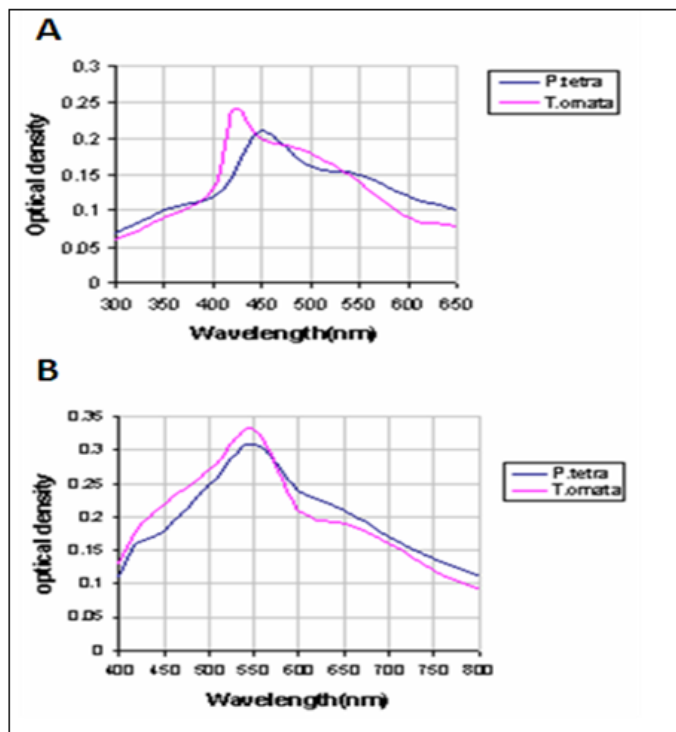 A
0.3
0.25
0.2
0.15
0.1
0.05
0
Optical density
300 350 400 450 500 550 600 650
Wavelength(nm)
P.tetra
T.ornata
B
0.35
0.3
0.25
0.2
0.15
0.1
0.05
0
optical density
400 450 500 550 600 650 700 750 800
Wavelength(nm)
P.tetra
T.ornata